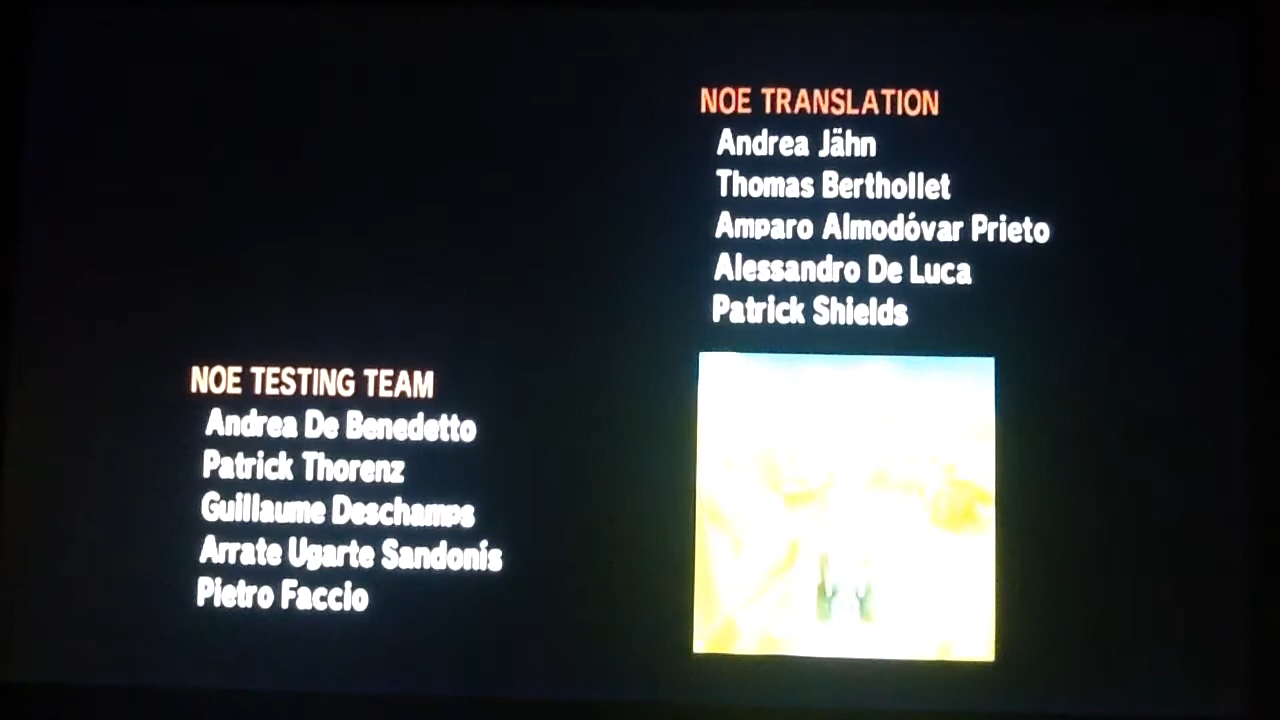 NOE TRANSLATION
Andrea Jähn
Thomas Berthollet
Amparo Almodóvar Prieto
Alessandro De Luca
Patrick Shields
NOE TESTING TEAM
Andrea De Benedetto
Patrick Thorenz
Guillaume Deschamps
Arrate Ugarte Sandonís
Pietro Faccio